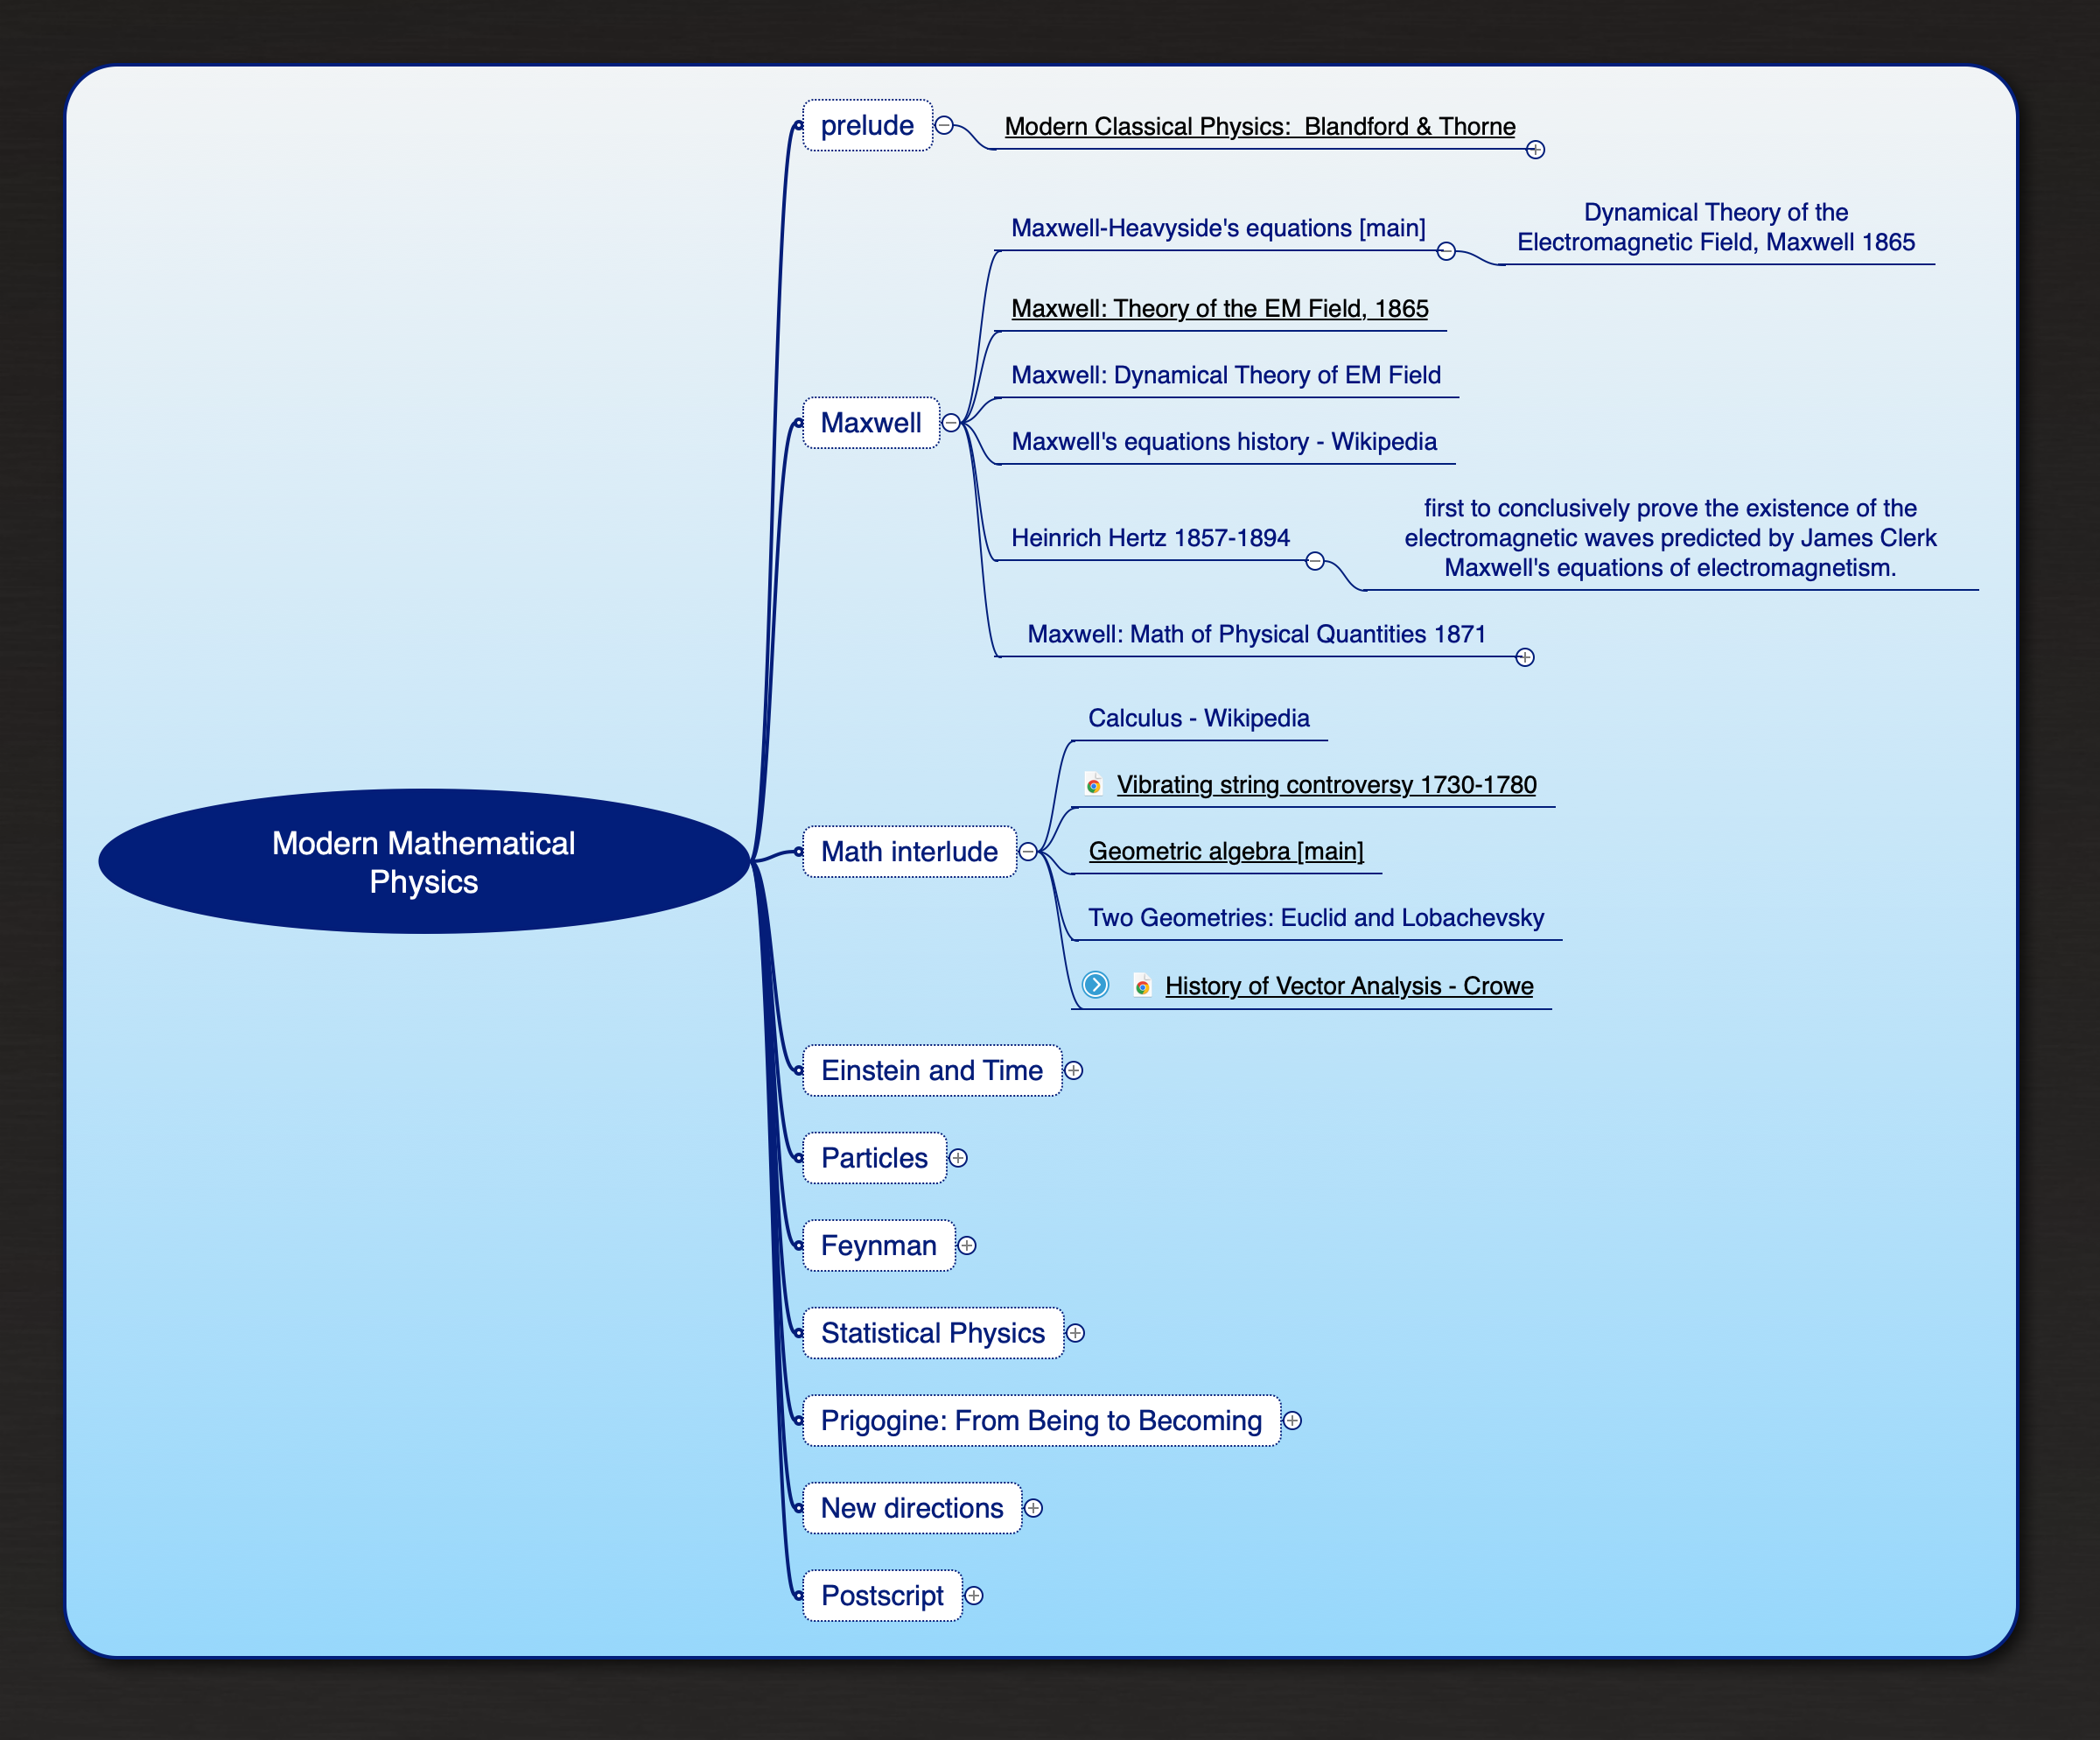 prelude
Modern Classical Physics:  Blandford & Thorne
Maxwell
Maxwell-Heavyside's equations [main]
Dynamical Theory of the
Electromagnetic Field, Maxwell 1865
Maxwell: Theory of the EM Field, 1865
Maxwell: Dynamical Theory of EM Field
Maxwell's equations history - Wikipedia
Heinrich Hertz 1857-1894
first to conclusively prove the existence of the
electromagnetic waves predicted by James Clerk
Maxwell's equations of electromagnetism.
Maxwell: Math of Physical Quantities 1871
Modern Mathematical
Physics
Math interlude
Calculus - Wikipedia
Vibrating string controversy 1730-1780
Geometric algebra [main]
Two Geometries: Euclid and Lobachevsky
History of Vector Analysis - Crowe
Einstein and Time
Particles
Feynman
Statistical Physics
Prigogine: From Being to Becoming
New directions
Postscript